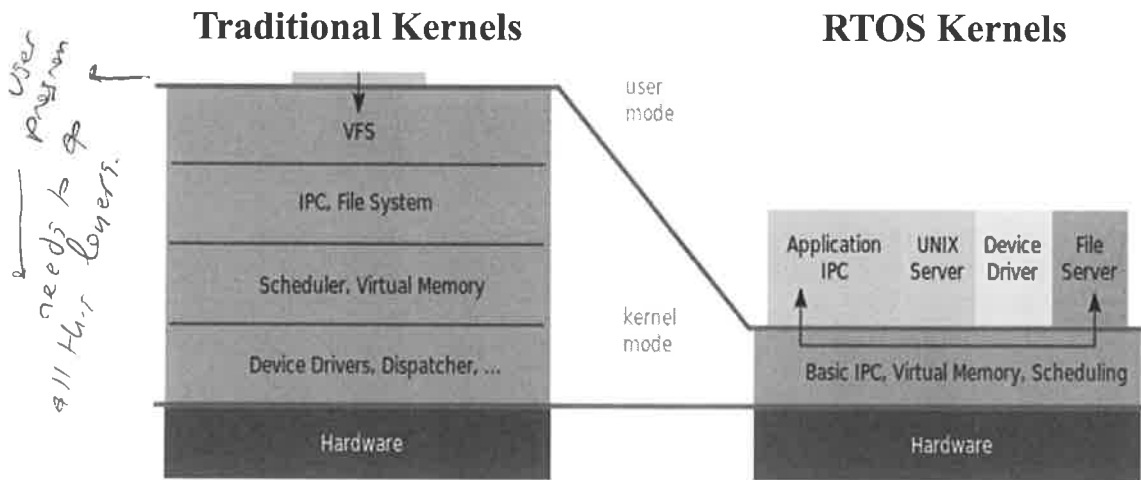 Traditional Kernels
RTOS Kernels
User
program
needs to go
all this layers.
user
mode
VFS
IPC, File System
Scheduler, Virtual Memory
kernel
mode
Device Drivers, Dispatcher, ...
Hardware
Application
IPC
UNIX
Server
Device
Driver
File
Server
Basic IPC, Virtual Memory, Scheduling
Hardware